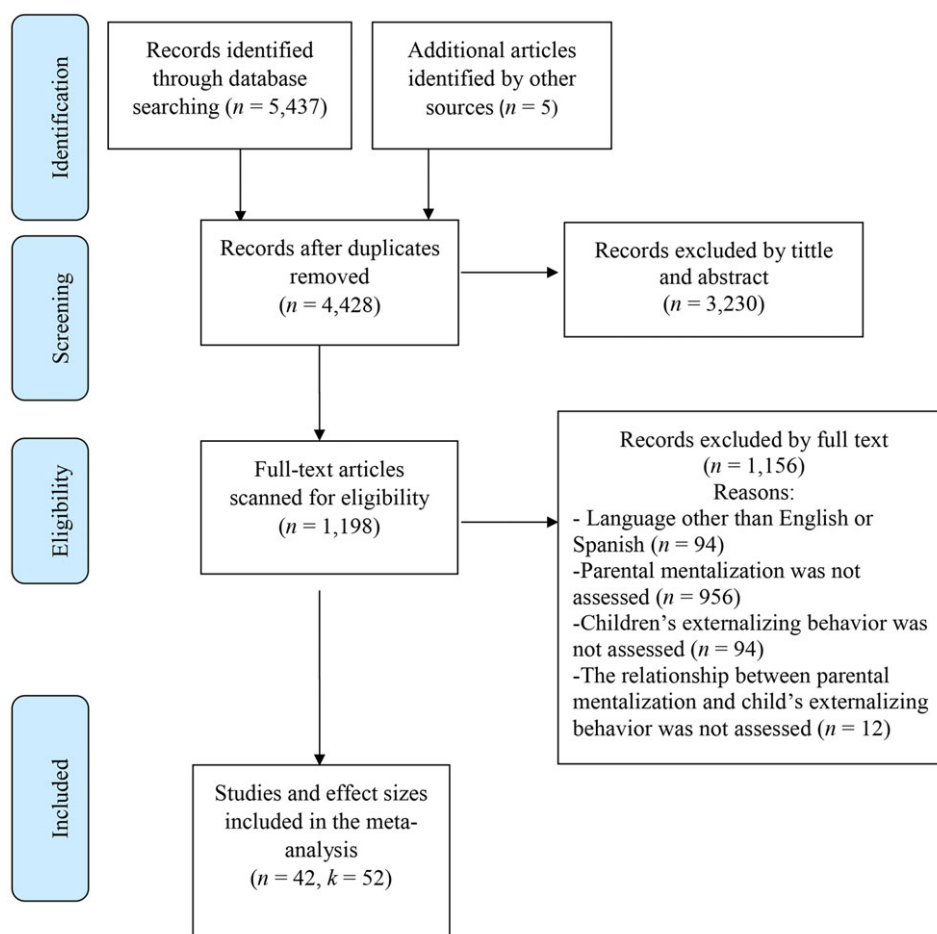 Identification
Records identified
through database
searching (n = 5,437)
Additional articles
identified by other
sources (n = 5)
Screening
Records after duplicates
removed
(n = 4,428)
Records excluded by tittle
and abstract
(n = 3,230)
Eligibility
Full-text articles
scanned for eligibility
(n = 1,198)
Records excluded by full text
(n = 1,156)
Reasons:
- Language other than English or
Spanish (n = 94)
-Parental mentalization was not
assessed (n = 956)
-Children's externalizing behavior was
not assessed (n = 94)
-The relationship between parental
mentalization and child's externalizing
behavior was not assessed (n = 12)
Included
Studies and effect sizes
included in the meta-
analysis
(n = 42, k = 52)